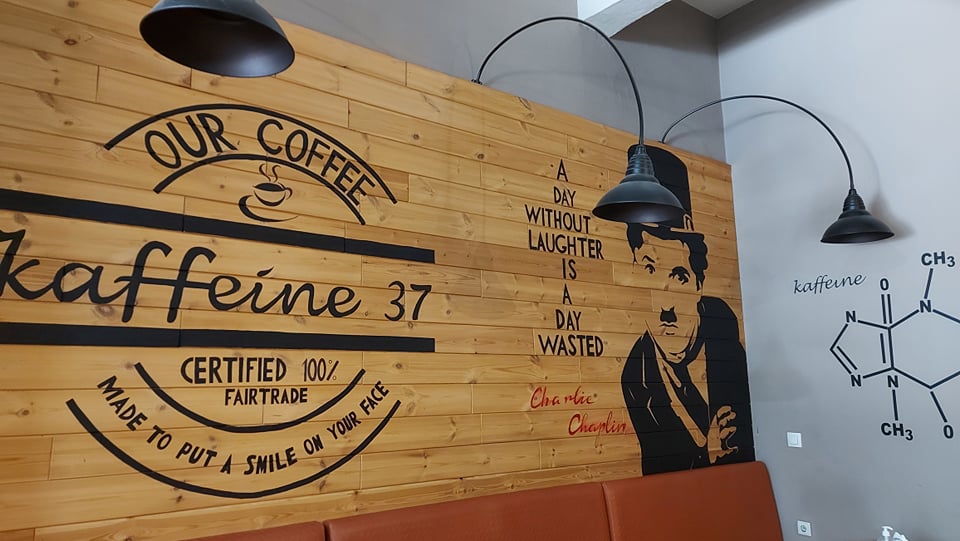 OUR COFFEE
kaffeine. 37
CERTIFIED 100%
FAIRTRADE
MADE TO PUT A SMILE ON YOUR FACE
A
DAY
WITHOUT
LAUGHTER
IS
A
DAY
WASTED
Charlie
Chaplin
kaffeine
O
CH3
N
N
N
N
CH3
O